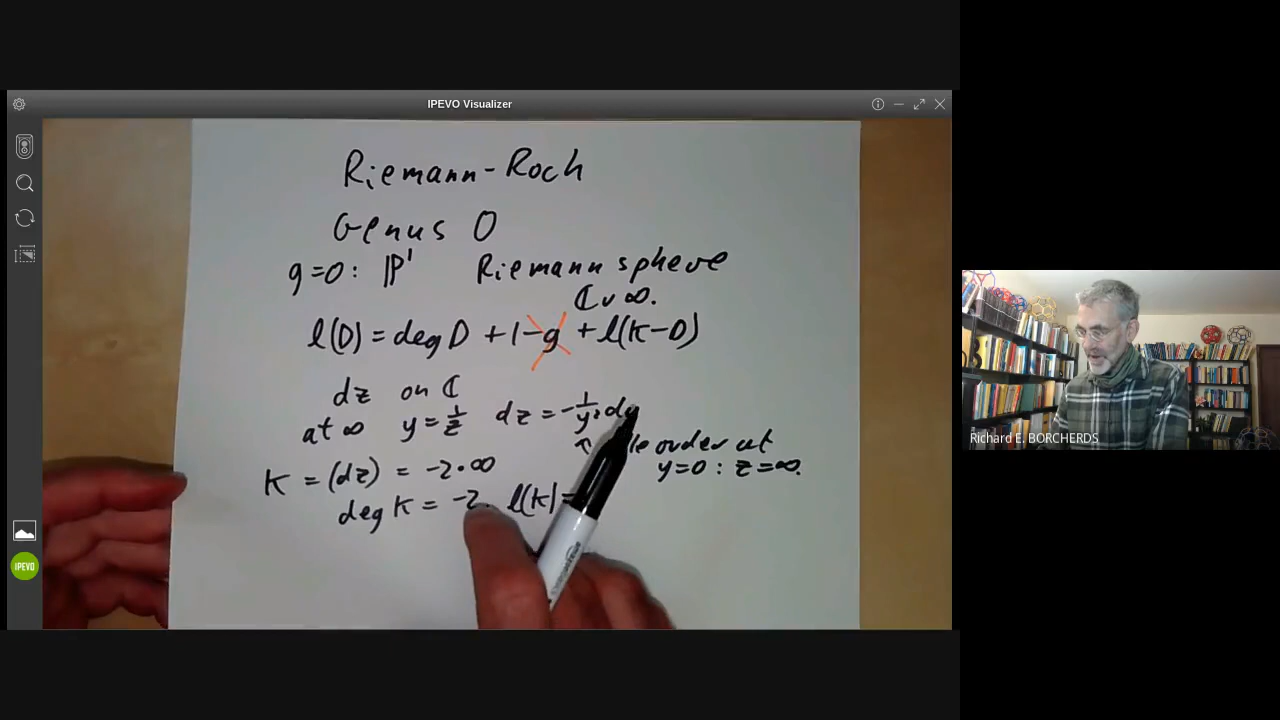 IPEVO Visualizer
Riemann-Roch
Genus 0
g=0: ℙ¹ Riemann sphere
ℂ∪∞.
l(D) = deg D + 1-g + l(K-D)
dz on ℂ
at ∞ y = 1/z dz = -1/y² dy
order at
y=0 : z=∞.
K = (dz) = -2·∞
deg K = -2. l(K) =
Richard E. BORCHERDS
IPEVO